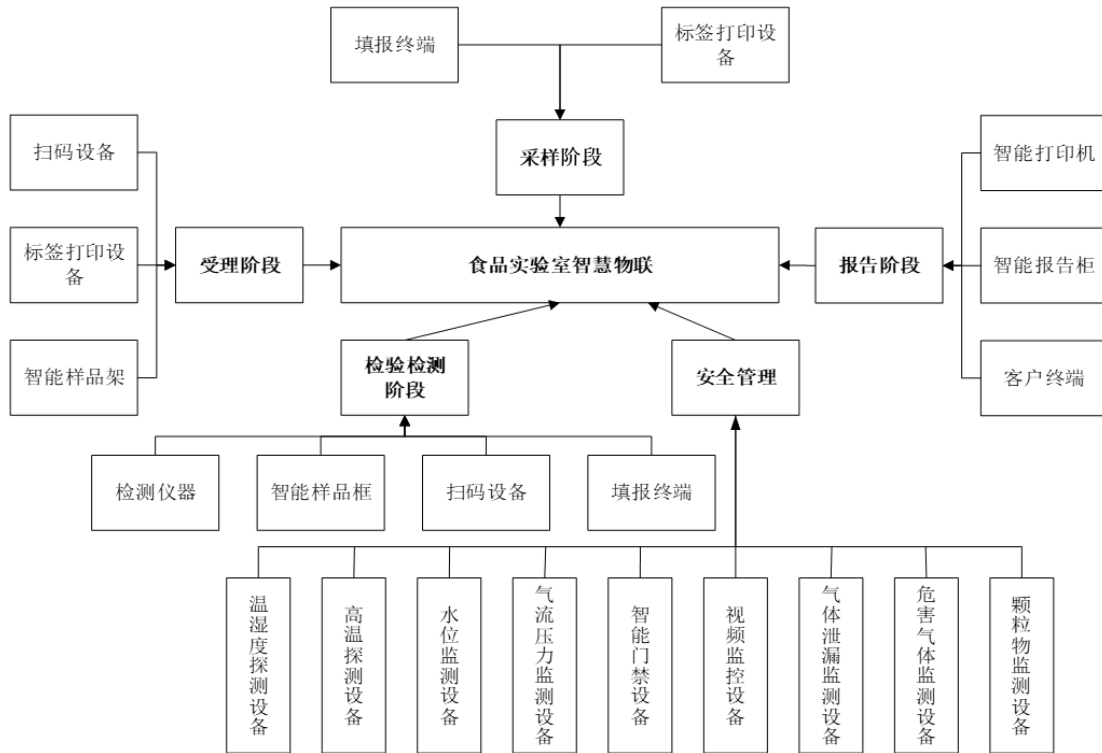 填报终端
标签打印设
备
扫码设备
采样阶段
智能打印机
标签打印设
备
受理阶段
食品实验室智慧物联
报告阶段
智能报告柜
智能样品架
检验检测
阶段
安全管理
客户终端
检测仪器
智能样品框
扫码设备
填报终端
温湿度探测设备
高温探测设备
水位监测设备
气流压力监测设备
智能门禁设备
视频监控设备
气体泄漏监测设备
危害气体监测设备
颗粒物监测设备